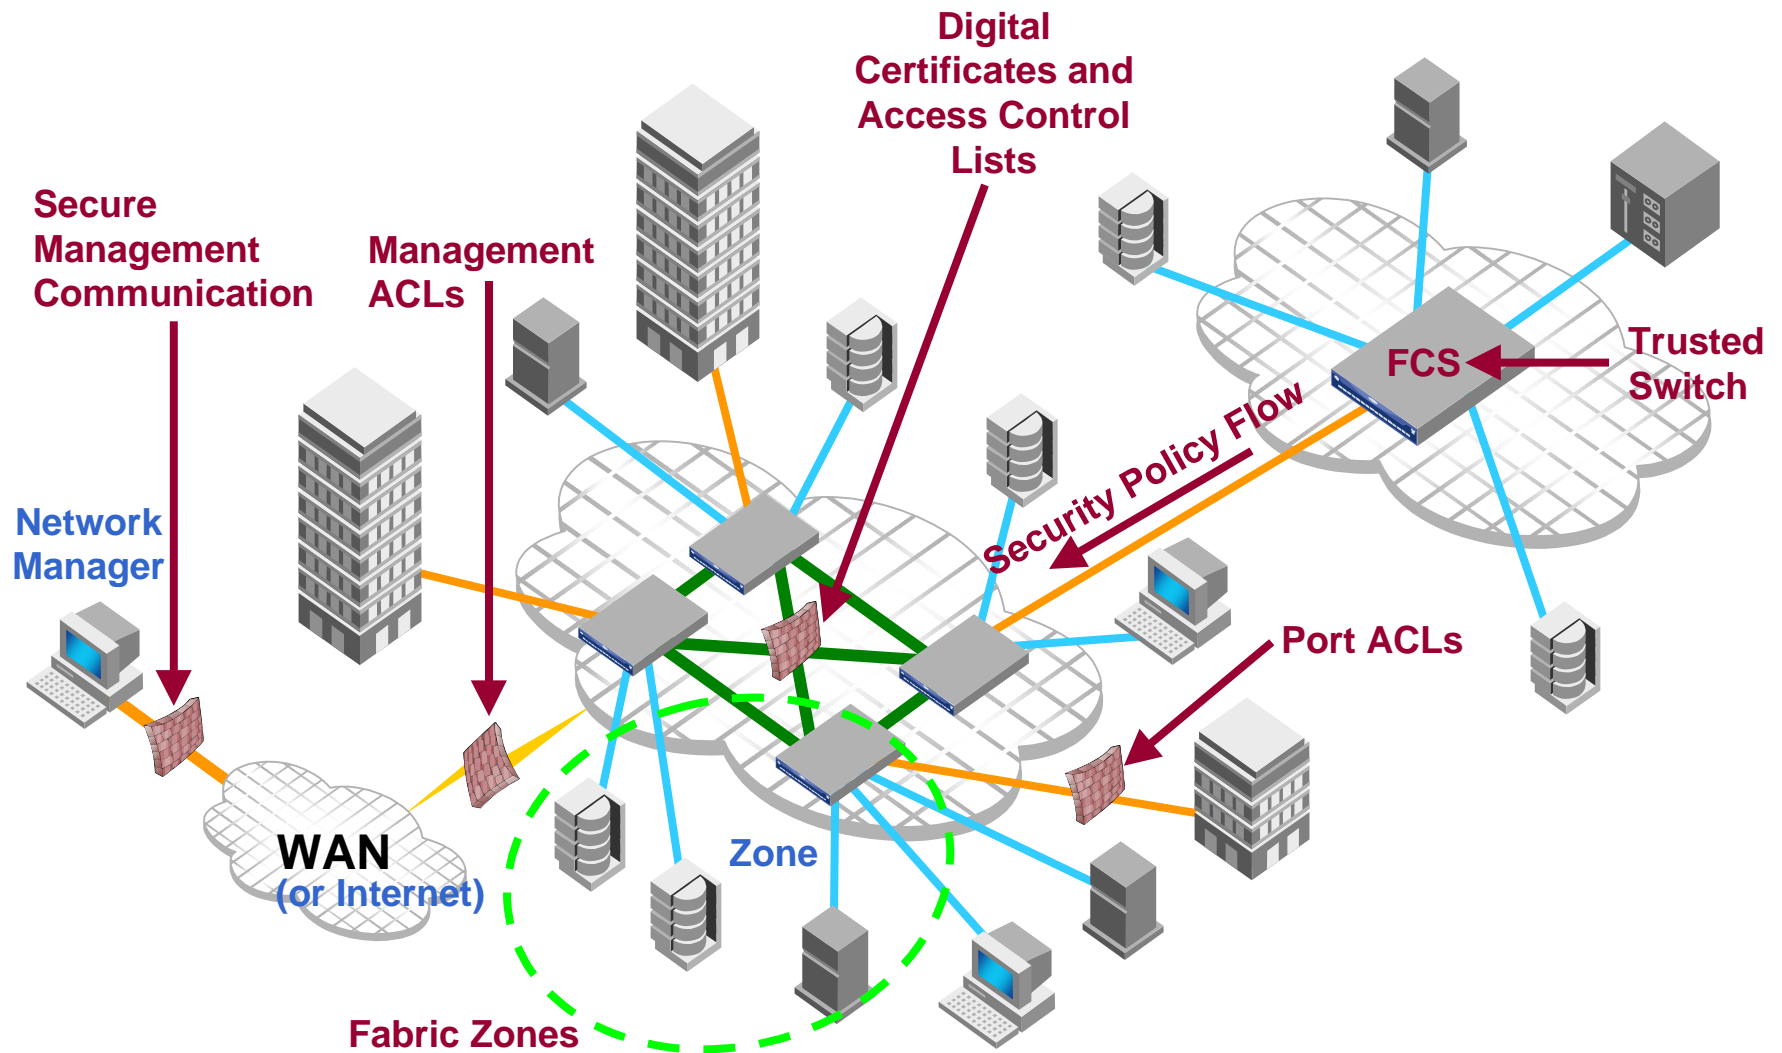 Digital
Certificates and
Access Control
Lists
Secure
Management
Communication
Management
ACLs
FCS
Trusted
Switch
Security Policy Flow
Network
Manager
Port ACLs
WAN
(or Internet)
Zone
Fabric Zones